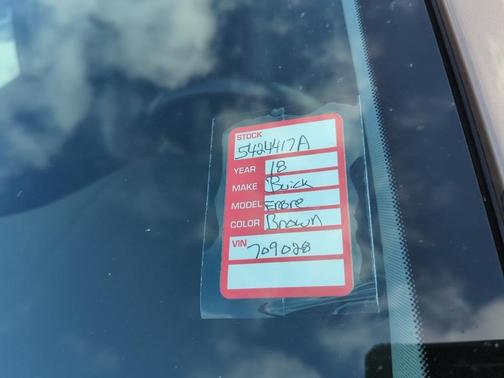 STOCK
5424417A
YEAR 18
MAKE Buick
MODEL Encore
COLOR Brown
VIN 709028